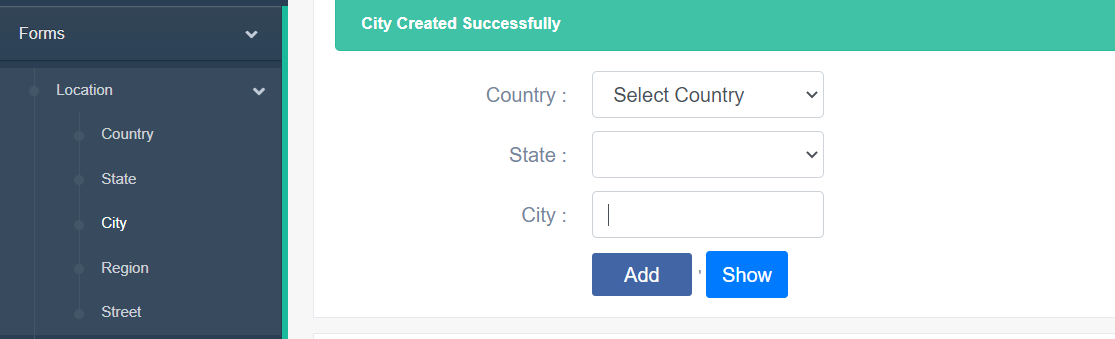 Forms
Location
Country
State
City
Region
Street
City Created Successfully
Country : Select Country
State :
City :
Add ' Show